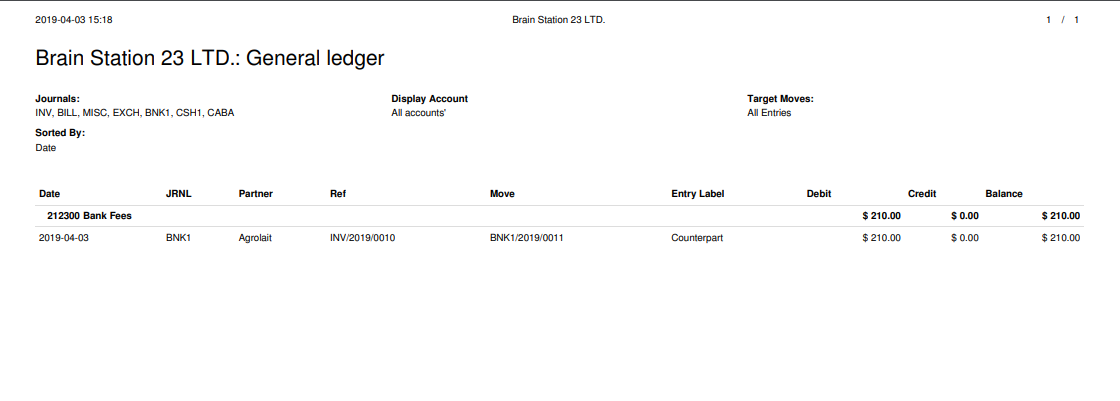 2019-04-03 15:18 Brain Station 23 LTD. 1 / 1
Brain Station 23 LTD.: General ledger
Journals: Display Account Target Moves:
INV, BILL, MISC, EXCH, BNK1, CSH1, CABA All accounts' All Entries
Sorted By:
Date
Date JRNL Partner Ref Move Entry Label Debit Credit Balance
212300 Bank Fees $ 210.00 $ 0.00 $ 210.00
2019-04-03 BNK1 Agrolait INV/2019/0010 BNK1/2019/0011 Counterpart $ 210.00 $ 0.00 $ 210.00